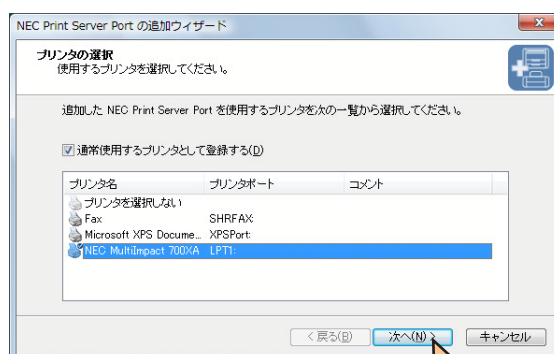 NEC Print Server Port の追加ウィザード
プリンタの選択
使用するプリンタを選択してください。
追加した NEC Print Server Port を使用するプリンタを次の一覧から選択してください。
通常使用するプリンタとして登録する(D)
プリンタ名 プリンタポート コメント
プリンタを選択しない
Fax SHRFAX:
Microsoft XPS Docume... XPSPort:
NEC MultiImpact 700XA LPT1:
< 戻る(B) 次へ(N) > キャンセル